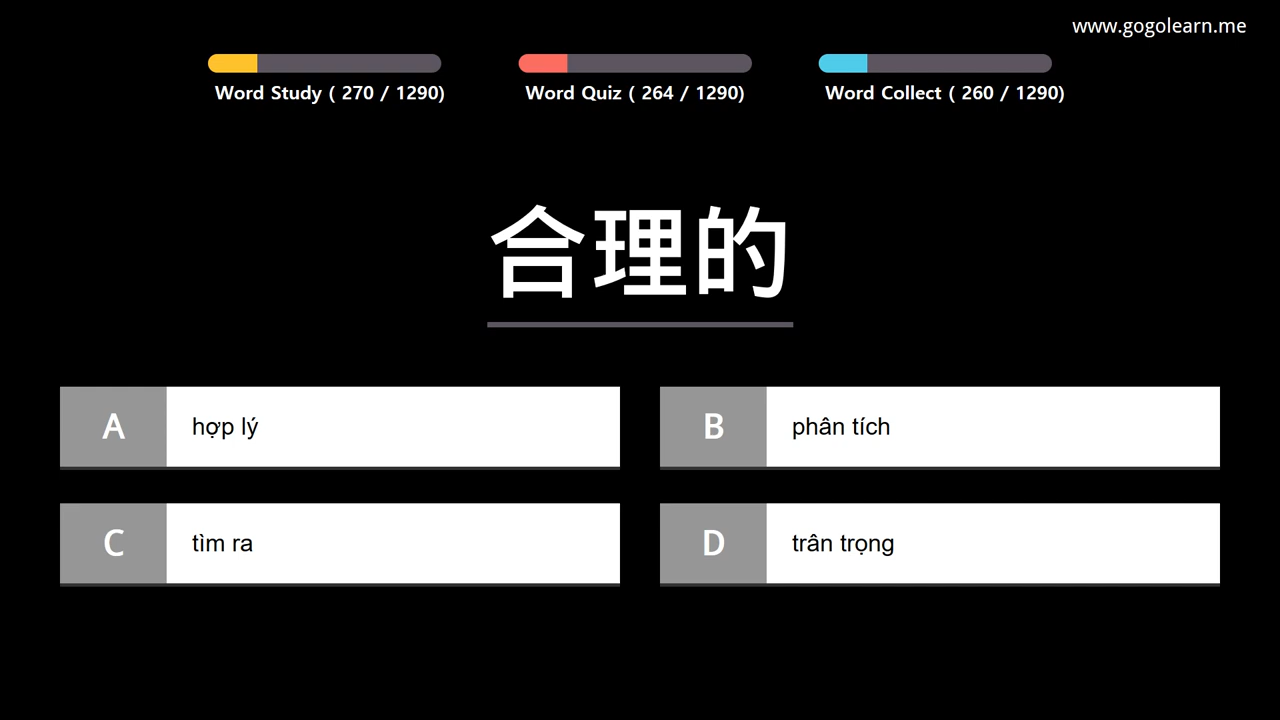 www.gogolearn.me
Word Study ( 270 / 1290)
Word Quiz ( 264 / 1290)
Word Collect ( 260 / 1290)
合理的
A hợp lý
B phân tích
C tìm ra
D trân trọng